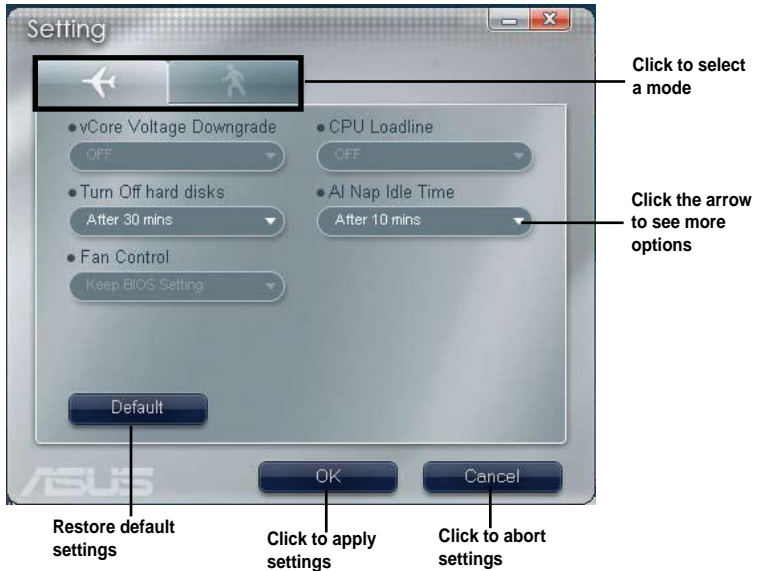 Setting
Click to select
a mode
vCore Voltage Downgrade
CPU Loadline
OFF
OFF
Turn Off hard disks
AI Nap Idle Time
After 30 mins
After 10 mins
Click the arrow
to see more
options
Fan Control
Keep BIOS Setting
Default
ASUS
OK
Cancel
Restore default
settings
Click to apply
settings
Click to abort
settings